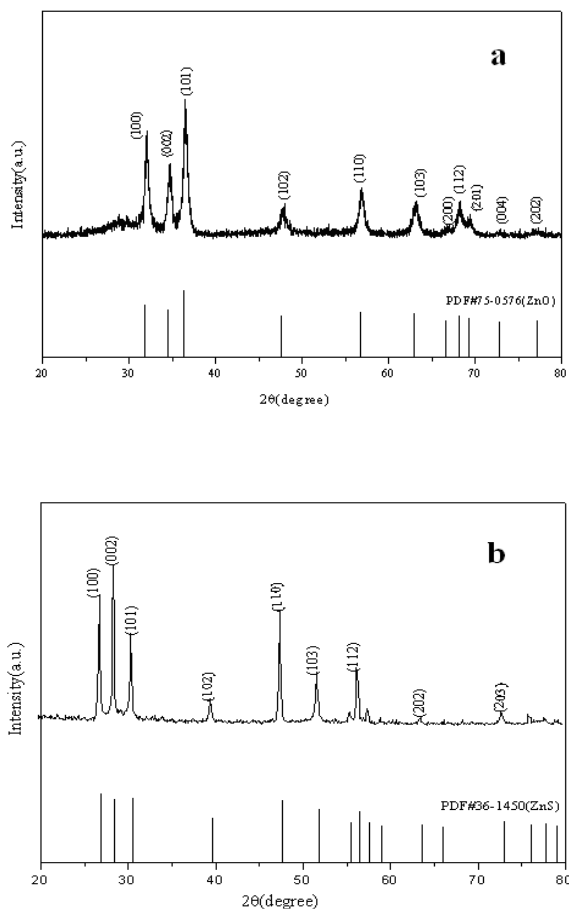 a
Intensity(a.u.)
(100)
(002)
(101)
(102)
(110)
(103)
(200)
(112)
(201)
(004)
(202)
PDF#75-0576(ZnO)
20 30 40 50 60 70 80
2θ(degree)
b
Intensity(a.u.)
(100)
(002)
(101)
(102)
(110)
(103)
(112)
(202)
(203)
PDF#36-1450(ZnS)
20 30 40 50 60 70 80
2θ(degree)